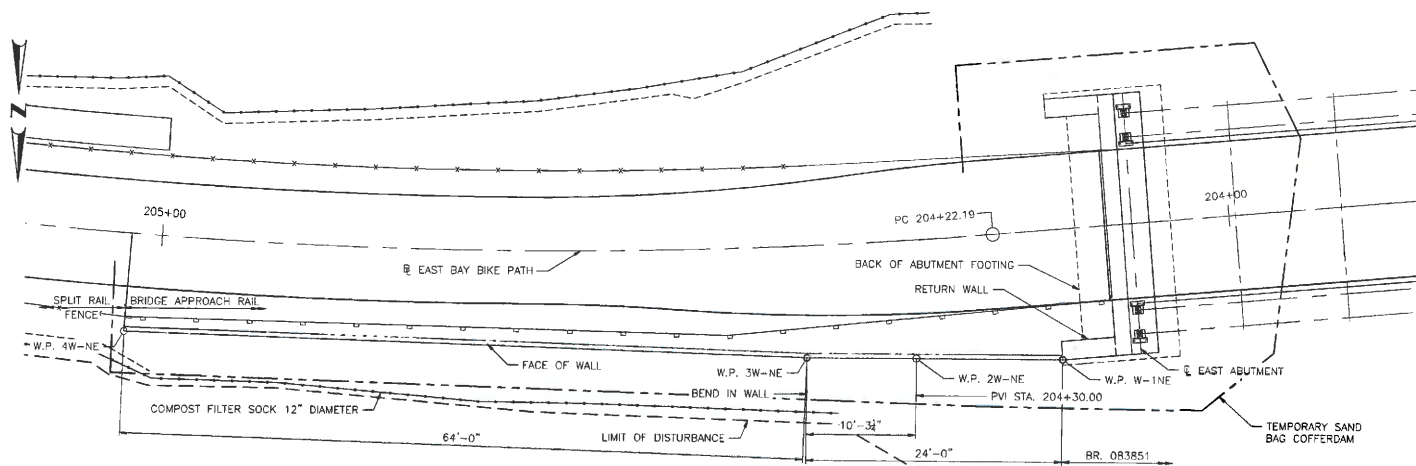 N
205+00
PC 204+22.19
204+00
℄ EAST BAY BIKE PATH
BACK OF ABUTMENT FOOTING
RETURN WALL
SPLIT RAIL
FENCE
BRIDGE APPROACH RAIL
W.P. 4W-NE
FACE OF WALL
W.P. 3W-NE
W.P. 2W-NE
W.P. W-1NE
℄ EAST ABUTMENT
BEND IN WALL
PVI STA. 204+30.00
COMPOST FILTER SOCK 12" DIAMETER
LIMIT OF DISTURBANCE
TEMPORARY SAND
BAG COFFERDAM
64'-0"
24'-0"
BR. 083851